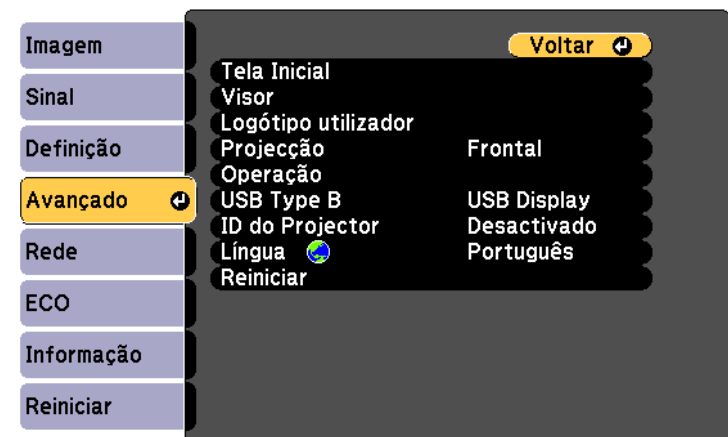 Imagem
Sinal
Definição
Avançado
Rede
ECO
Informação
Reiniciar
Voltar
Tela Inicial
Visor
Logótipo utilizador
Projecção Frontal
Operação
USB Type B USB Display
ID do Projector Desactivado
Língua Português
Reiniciar